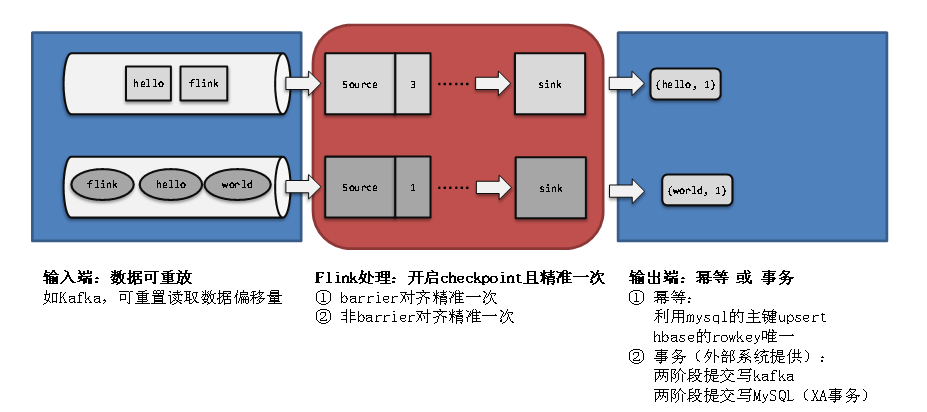 hello
flink
Source
3
······
sink
{hello, 1}
flink
hello
world
Source
1
······
sink
{world, 1}
输入端：数据可重放
如Kafka，可重置读取数据偏移量
Flink处理：开启checkpoint且精准一次
① barrier对齐精准一次
② 非barrier对齐精准一次
输出端：幂等 或 事务
① 幂等：
利用mysql的主键upsert
hbase的rowkey唯一
② 事务（外部系统提供）：
两阶段提交写kafka
两阶段提交写MySQL（XA事务）